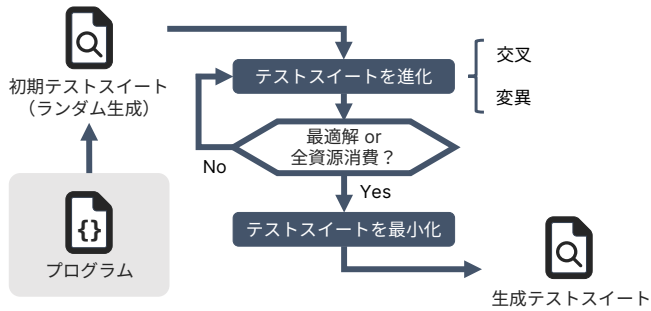 初期テストスイート
（ランダム生成）
{}
プログラム
テストスイートを進化
交叉
変異
最適解 or
全資源消費？
No
Yes
テストスイートを最小化
生成テストスイート